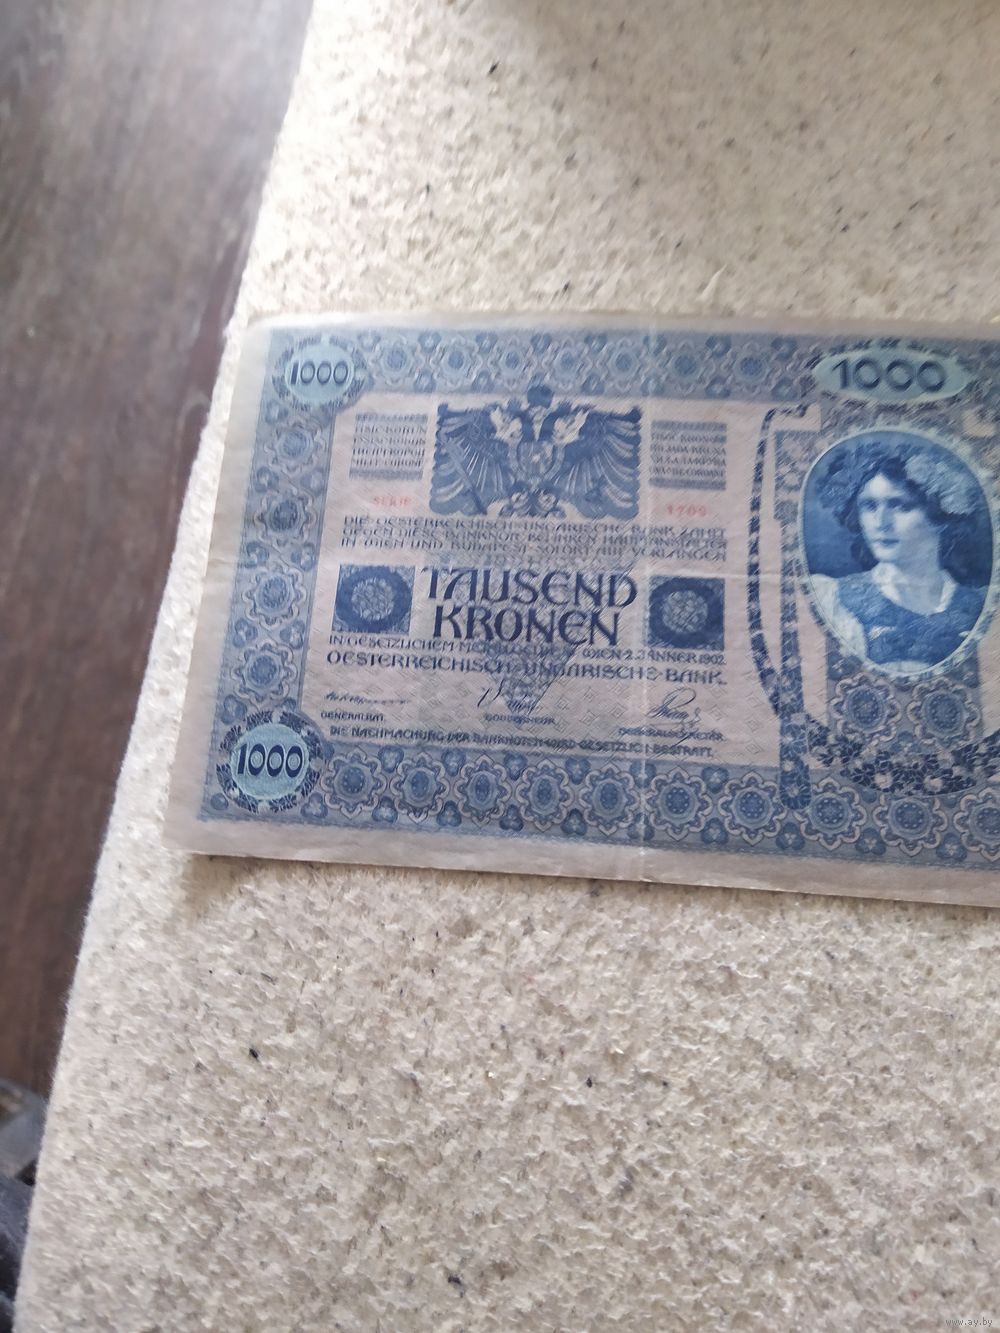 1000
1000
SERIE 1709
DIE OESTERREICHISCH-UNGARISCHE BANK ZAHLT
GEGEN DIESE BANKNOTE BEI IHREN HAUPTANSTALTEN
IN WIEN UND BUDAPEST SOFORT AUF VERLANGEN
TAUSEND
KRONEN
IN GESETZLICHEM METALLGELDE. WIEN 2. JÄNNER 1902
OESTERREICHISCH-UNGARISCHE BANK.
GENERALRAT.
GOUVERNEUR
GENERALSECRETÄR.
DIE NACHMACHUNG DER BANKNOTEN WIRD GESETZLICH BESTRAFT.
1000
www.ay.by